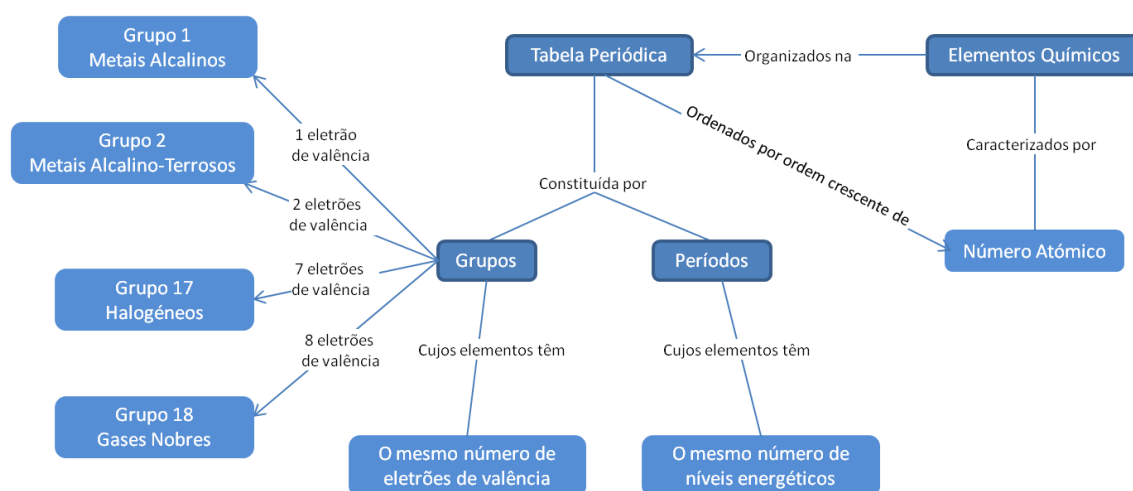 Grupo 1
Metais Alcalinos
Tabela Periódica
Organizados na
Elementos Químicos
1 eletrão
de valência
Ordenados por ordem crescente de
Caracterizados por
Grupo 2
Metais Alcalino-Terrosos
2 eletrões
de valência
Constituída por
Grupos
Períodos
Número Atómico
7 eletrões
de valência
Grupo 17
Halogéneos
8 eletrões
de valência
Cujos elementos têm
Cujos elementos têm
Grupo 18
Gases Nobres
O mesmo número de
eletrões de valência
O mesmo número de
níveis energéticos